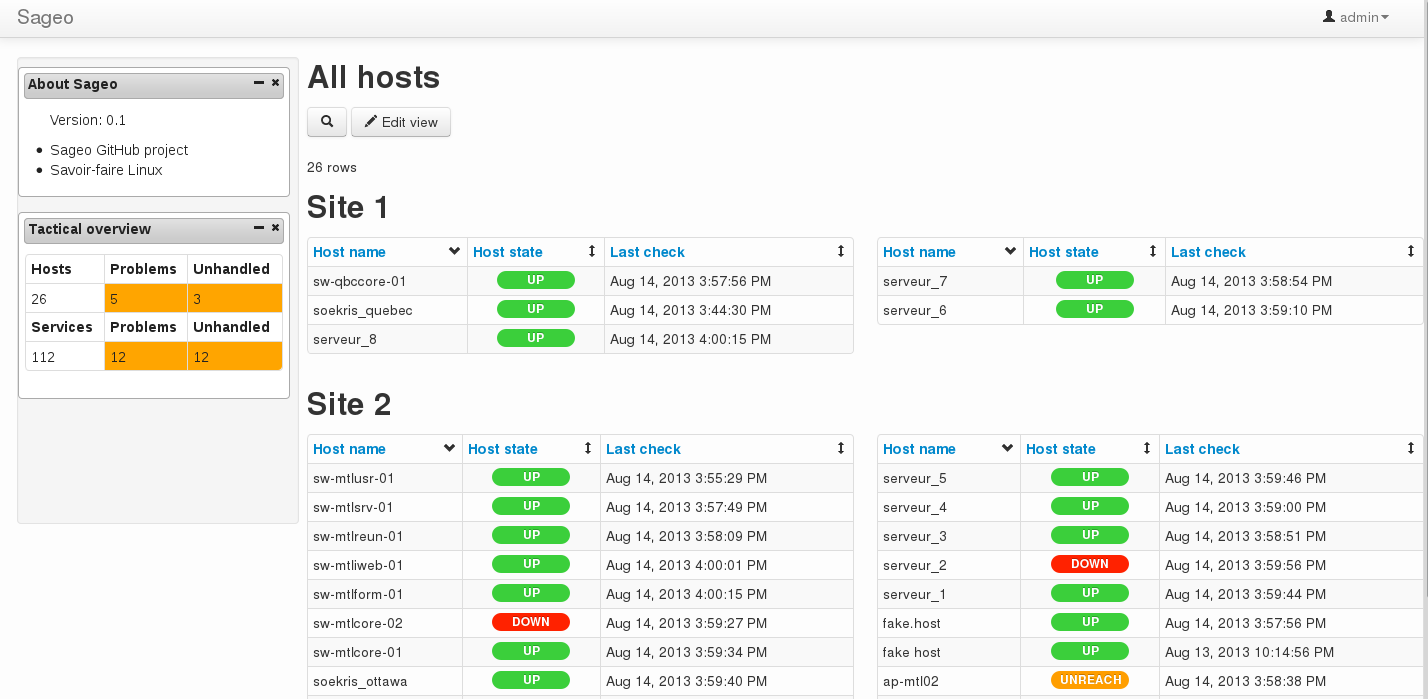 Sageo
admin
About Sageo
Version: 0.1
Sageo GitHub project
Savoir-faire Linux
Tactical overview
Hosts Problems Unhandled
26 5 3
Services Problems Unhandled
112 12 12
All hosts
Edit view
26 rows
Site 1
Host name Host state Last check
sw-qbccore-01 UP Aug 14, 2013 3:57:56 PM
soekris_quebec UP Aug 14, 2013 3:44:30 PM
serveur_8 UP Aug 14, 2013 4:00:15 PM
Host name Host state Last check
serveur_7 UP Aug 14, 2013 3:58:54 PM
serveur_6 UP Aug 14, 2013 3:59:10 PM
Site 2
Host name Host state Last check
sw-mtlusr-01 UP Aug 14, 2013 3:55:29 PM
sw-mtlsrv-01 UP Aug 14, 2013 3:57:49 PM
sw-mtlreun-01 UP Aug 14, 2013 3:58:09 PM
sw-mtliweb-01 UP Aug 14, 2013 4:00:01 PM
sw-mtlform-01 UP Aug 14, 2013 4:00:15 PM
sw-mtlcore-02 DOWN Aug 14, 2013 3:59:27 PM
sw-mtlcore-01 UP Aug 14, 2013 3:59:34 PM
soekris_ottawa UP Aug 14, 2013 3:59:40 PM
Host name Host state Last check
serveur_5 UP Aug 14, 2013 3:59:46 PM
serveur_4 UP Aug 14, 2013 3:59:00 PM
serveur_3 UP Aug 14, 2013 3:58:51 PM
serveur_2 DOWN Aug 14, 2013 3:59:56 PM
serveur_1 UP Aug 14, 2013 3:59:44 PM
fake.host UP Aug 14, 2013 3:57:56 PM
fake host UP Aug 13, 2013 10:14:56 PM
ap-mtl02 UNREACH Aug 14, 2013 3:58:38 PM